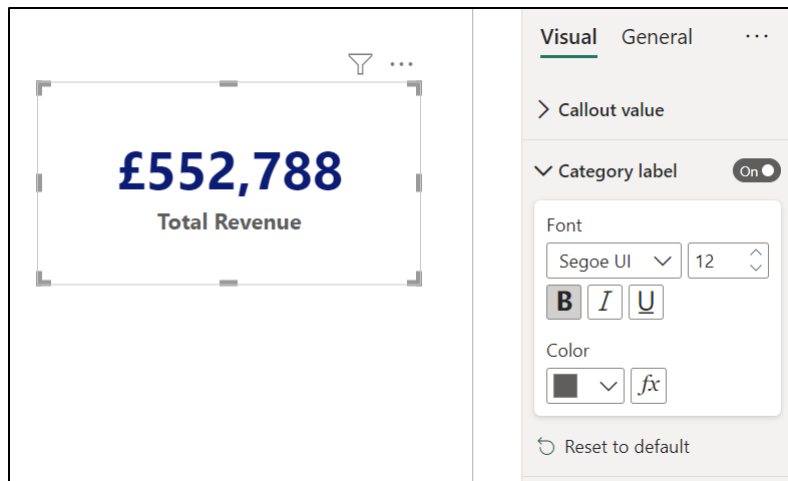 £552,788
Total Revenue
Visual General ...
Callout value
Category label On
Font
Segoe UI 12
B I U
Color
fx
Reset to default